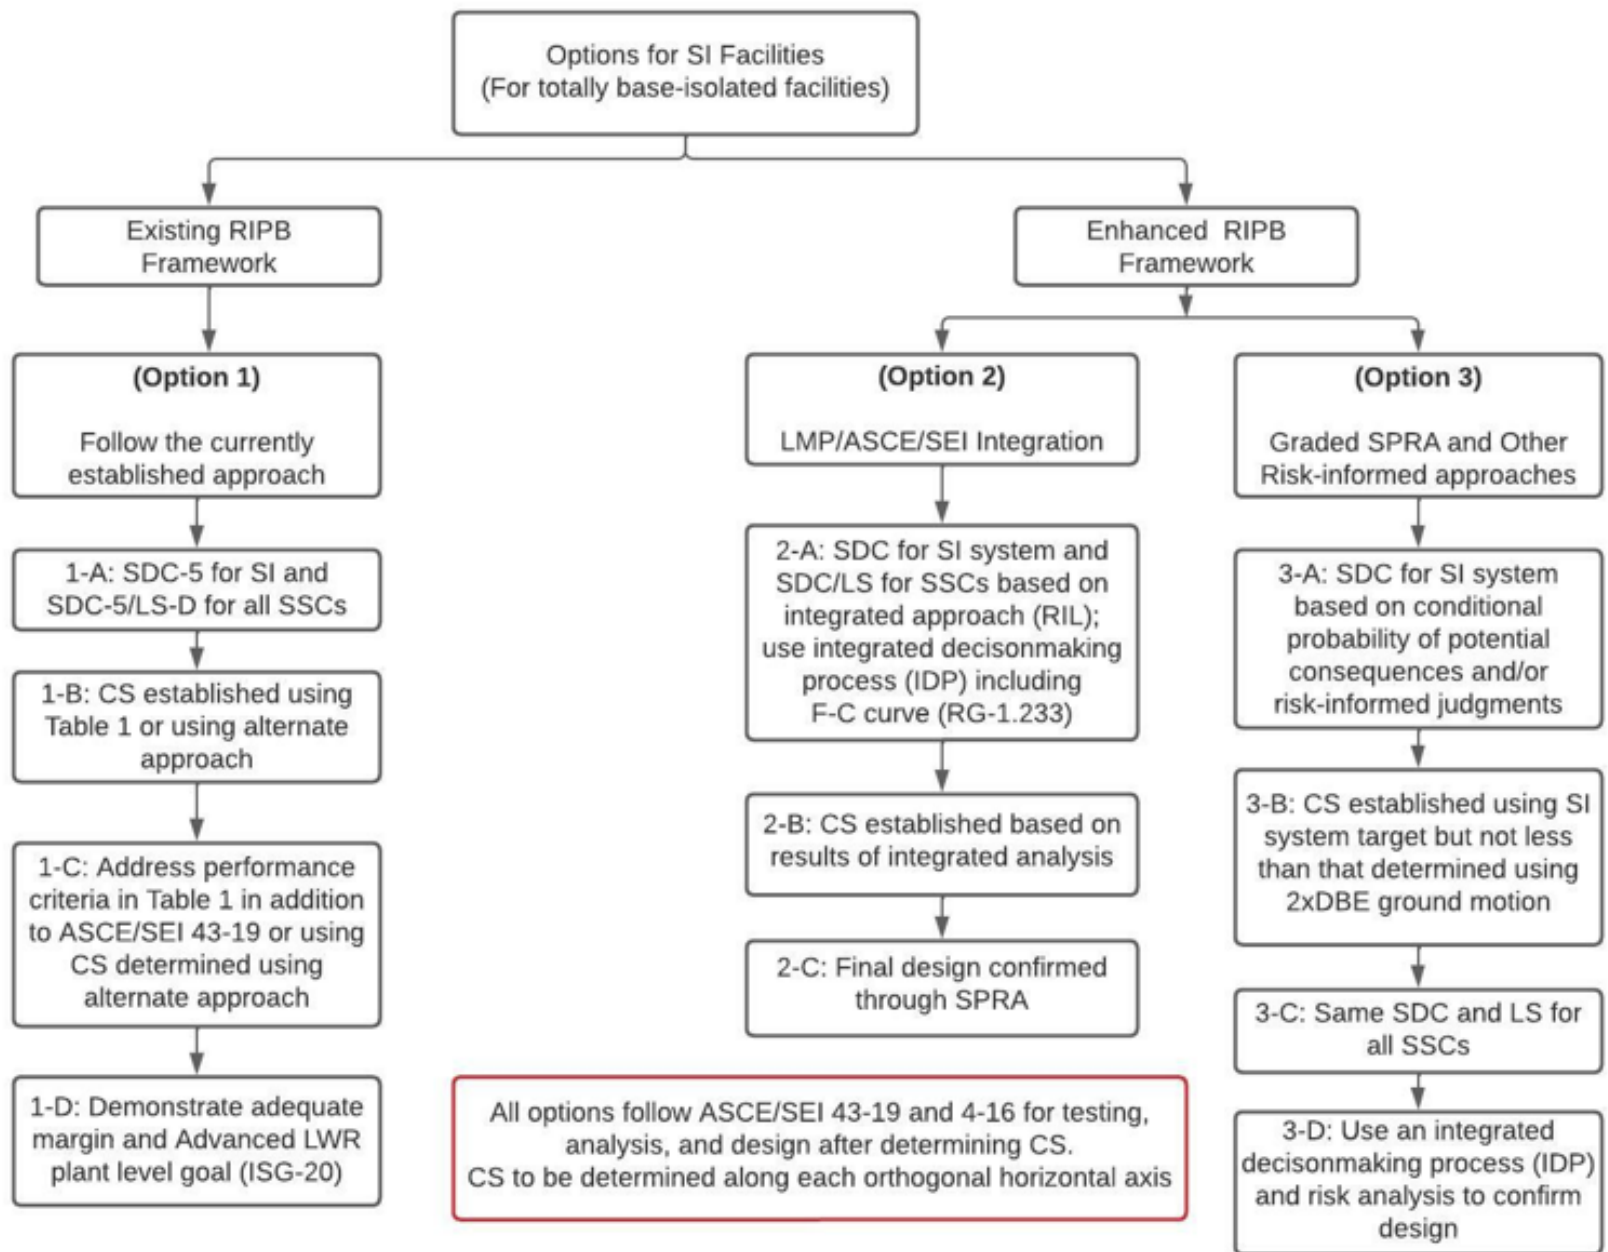 Options for SI Facilities
(For totally base-isolated facilities)
Existing RIPB
Framework
Enhanced RIPB
Framework
(Option 1)
Follow the currently
established approach
1-A: SDC-5 for SI and
SDC-5/LS-D for all SSCs
1-B: CS established using
Table 1 or using alternate
approach
1-C: Address performance
criteria in Table 1 in addition
to ASCE/SEI 43-19 or using
CS determined using
alternate approach
1-D: Demonstrate adequate
margin and Advanced LWR
plant level goal (ISG-20)
(Option 2)
LMP/ASCE/SEI Integration
2-A: SDC for SI system and
SDC/LS for SSCs based on
integrated approach (RIL);
use integrated decisonmaking
process (IDP) including
F-C curve (RG-1.233)
2-B: CS established based on
results of integrated analysis
2-C: Final design confirmed
through SPRA
(Option 3)
Graded SPRA and Other
Risk-informed approaches
3-A: SDC for SI system
based on conditional
probability of potential
consequences and/or
risk-informed judgments
3-B: CS established using SI
system target but not less
than that determined using
2xDBE ground motion
3-C: Same SDC and LS for
all SSCs
3-D: Use an integrated
decisonmaking process (IDP)
and risk analysis to confirm
design
All options follow ASCE/SEI 43-19 and 4-16 for testing,
analysis, and design after determining CS.
CS to be determined along each orthogonal horizontal axis